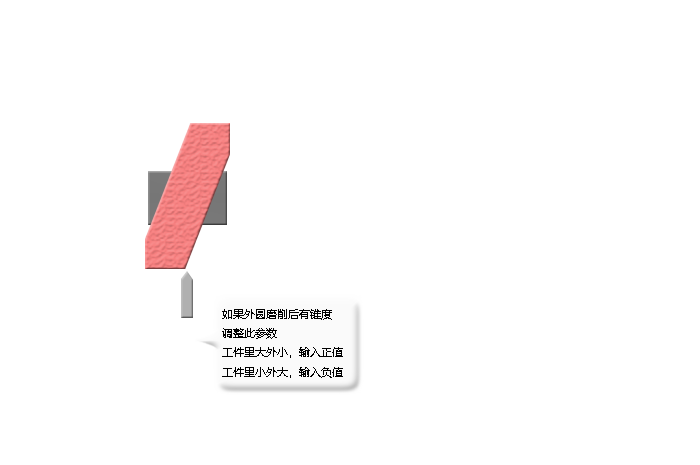 如果外圆磨削后有锥度
调整此参数
工件里大外小，输入正值
工件里小外大，输入负值